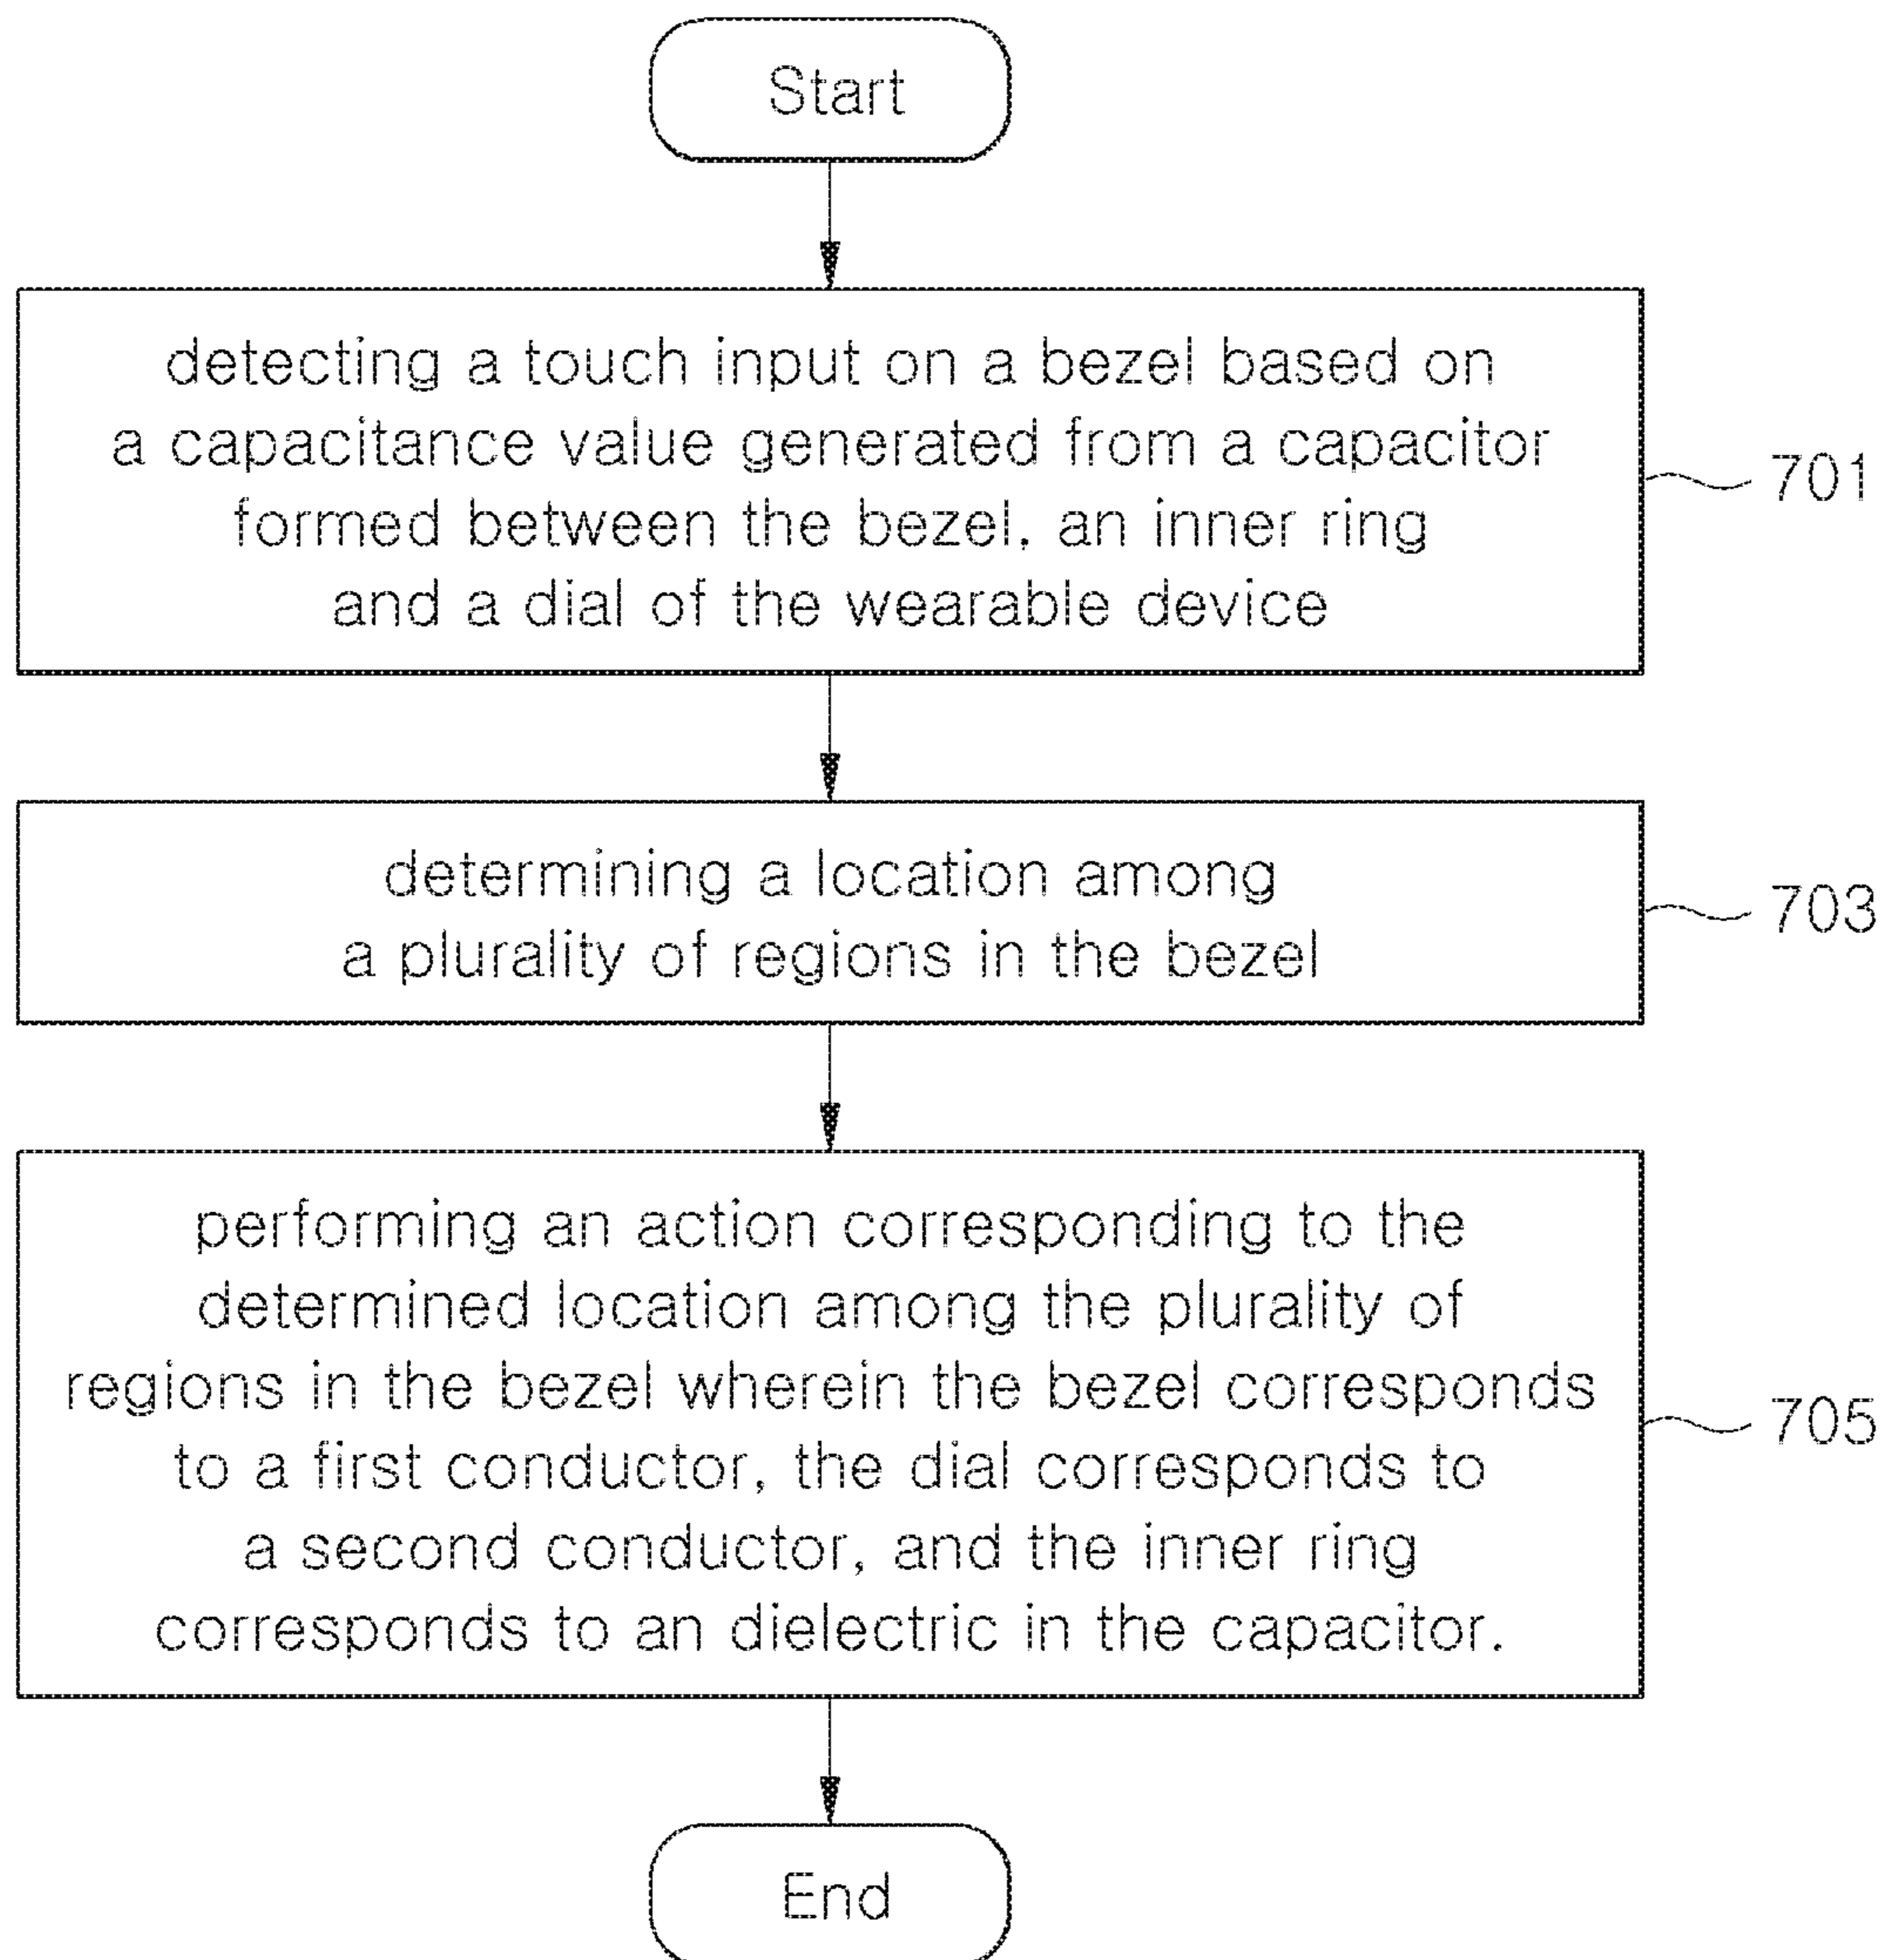 Start
detecting a touch input on a bezel based on
a capacitance value generated from a capacitor
formed between the bezel, an inner ring
and a dial of the wearable device
701
determining a location among
a plurality of regions in the bezel
703
performing an action corresponding to the
determined location among the plurality of
regions in the bezel wherein the bezel corresponds
to a first conductor, the dial corresponds to
a second conductor, and the inner ring
corresponds to an dielectric in the capacitor.
705
End